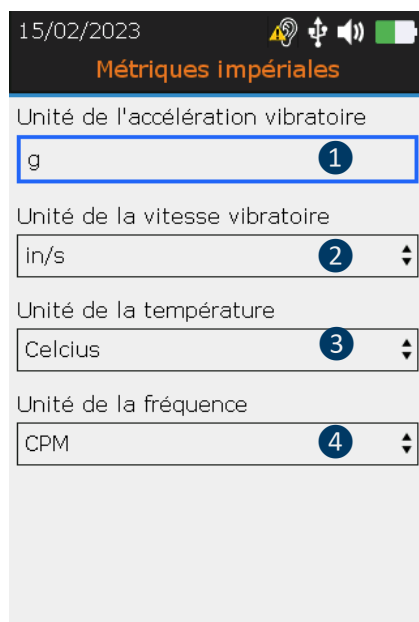 15/02/2023
Métriques impériales
Unité de l'accélération vibratoire
g 1
Unité de la vitesse vibratoire
in/s 2
Unité de la température
Celcius 3
Unité de la fréquence
CPM 4